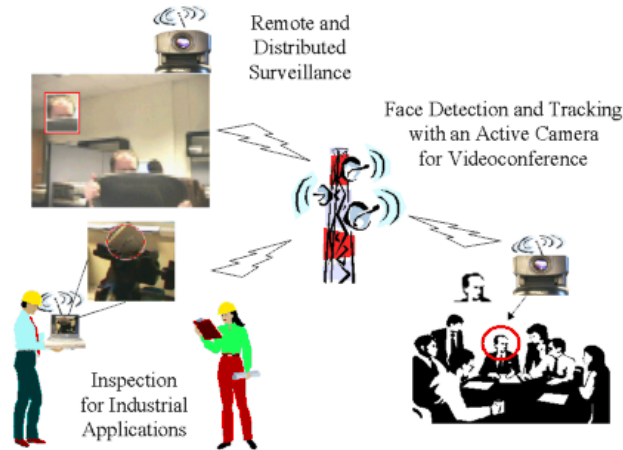 Remote and
Distributed
Surveillance
Face Detection and Tracking
with an Active Camera
for Videoconference
Inspection
for Industrial
Applications